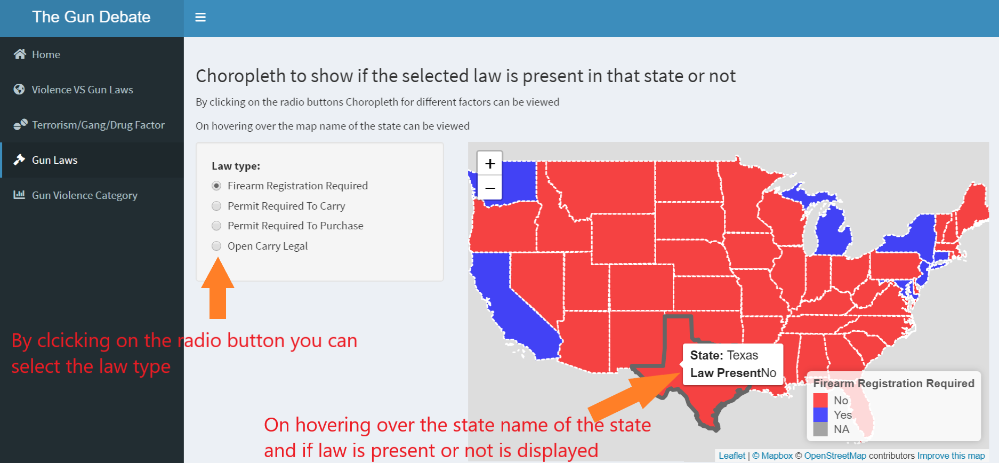 The Gun Debate
Home
Violence VS Gun Laws
Terrorism/Gang/Drug Factor
Gun Laws
Gun Violence Category
Choropleth to show if the selected law is present in that state or not
By clicking on the radio buttons Choropleth for different factors can be viewed
On hovering over the map name of the state can be viewed
Law type:
Firearm Registration Required
Permit Required To Carry
Permit Required To Purchase
Open Carry Legal
By clcicking on the radio button you can
select the law type
+
−
State: Texas
Law PresentNo
Firearm Registration Required
No
Yes
NA
On hovering over the state name of the state
and if law is present or not is displayed
Leaflet | © Mapbox © OpenStreetMap contributors Improve this map